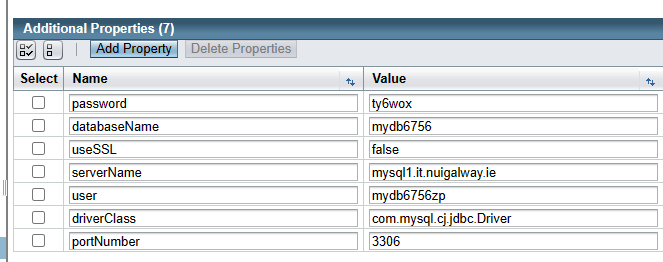 Additional Properties (7)
Add Property Delete Properties
Select Name Value
password ty6wox
databaseName mydb6756
useSSL false
serverName mysql1.it.nuigalway.ie
user mydb6756zp
driverClass com.mysql.cj.jdbc.Driver
portNumber 3306